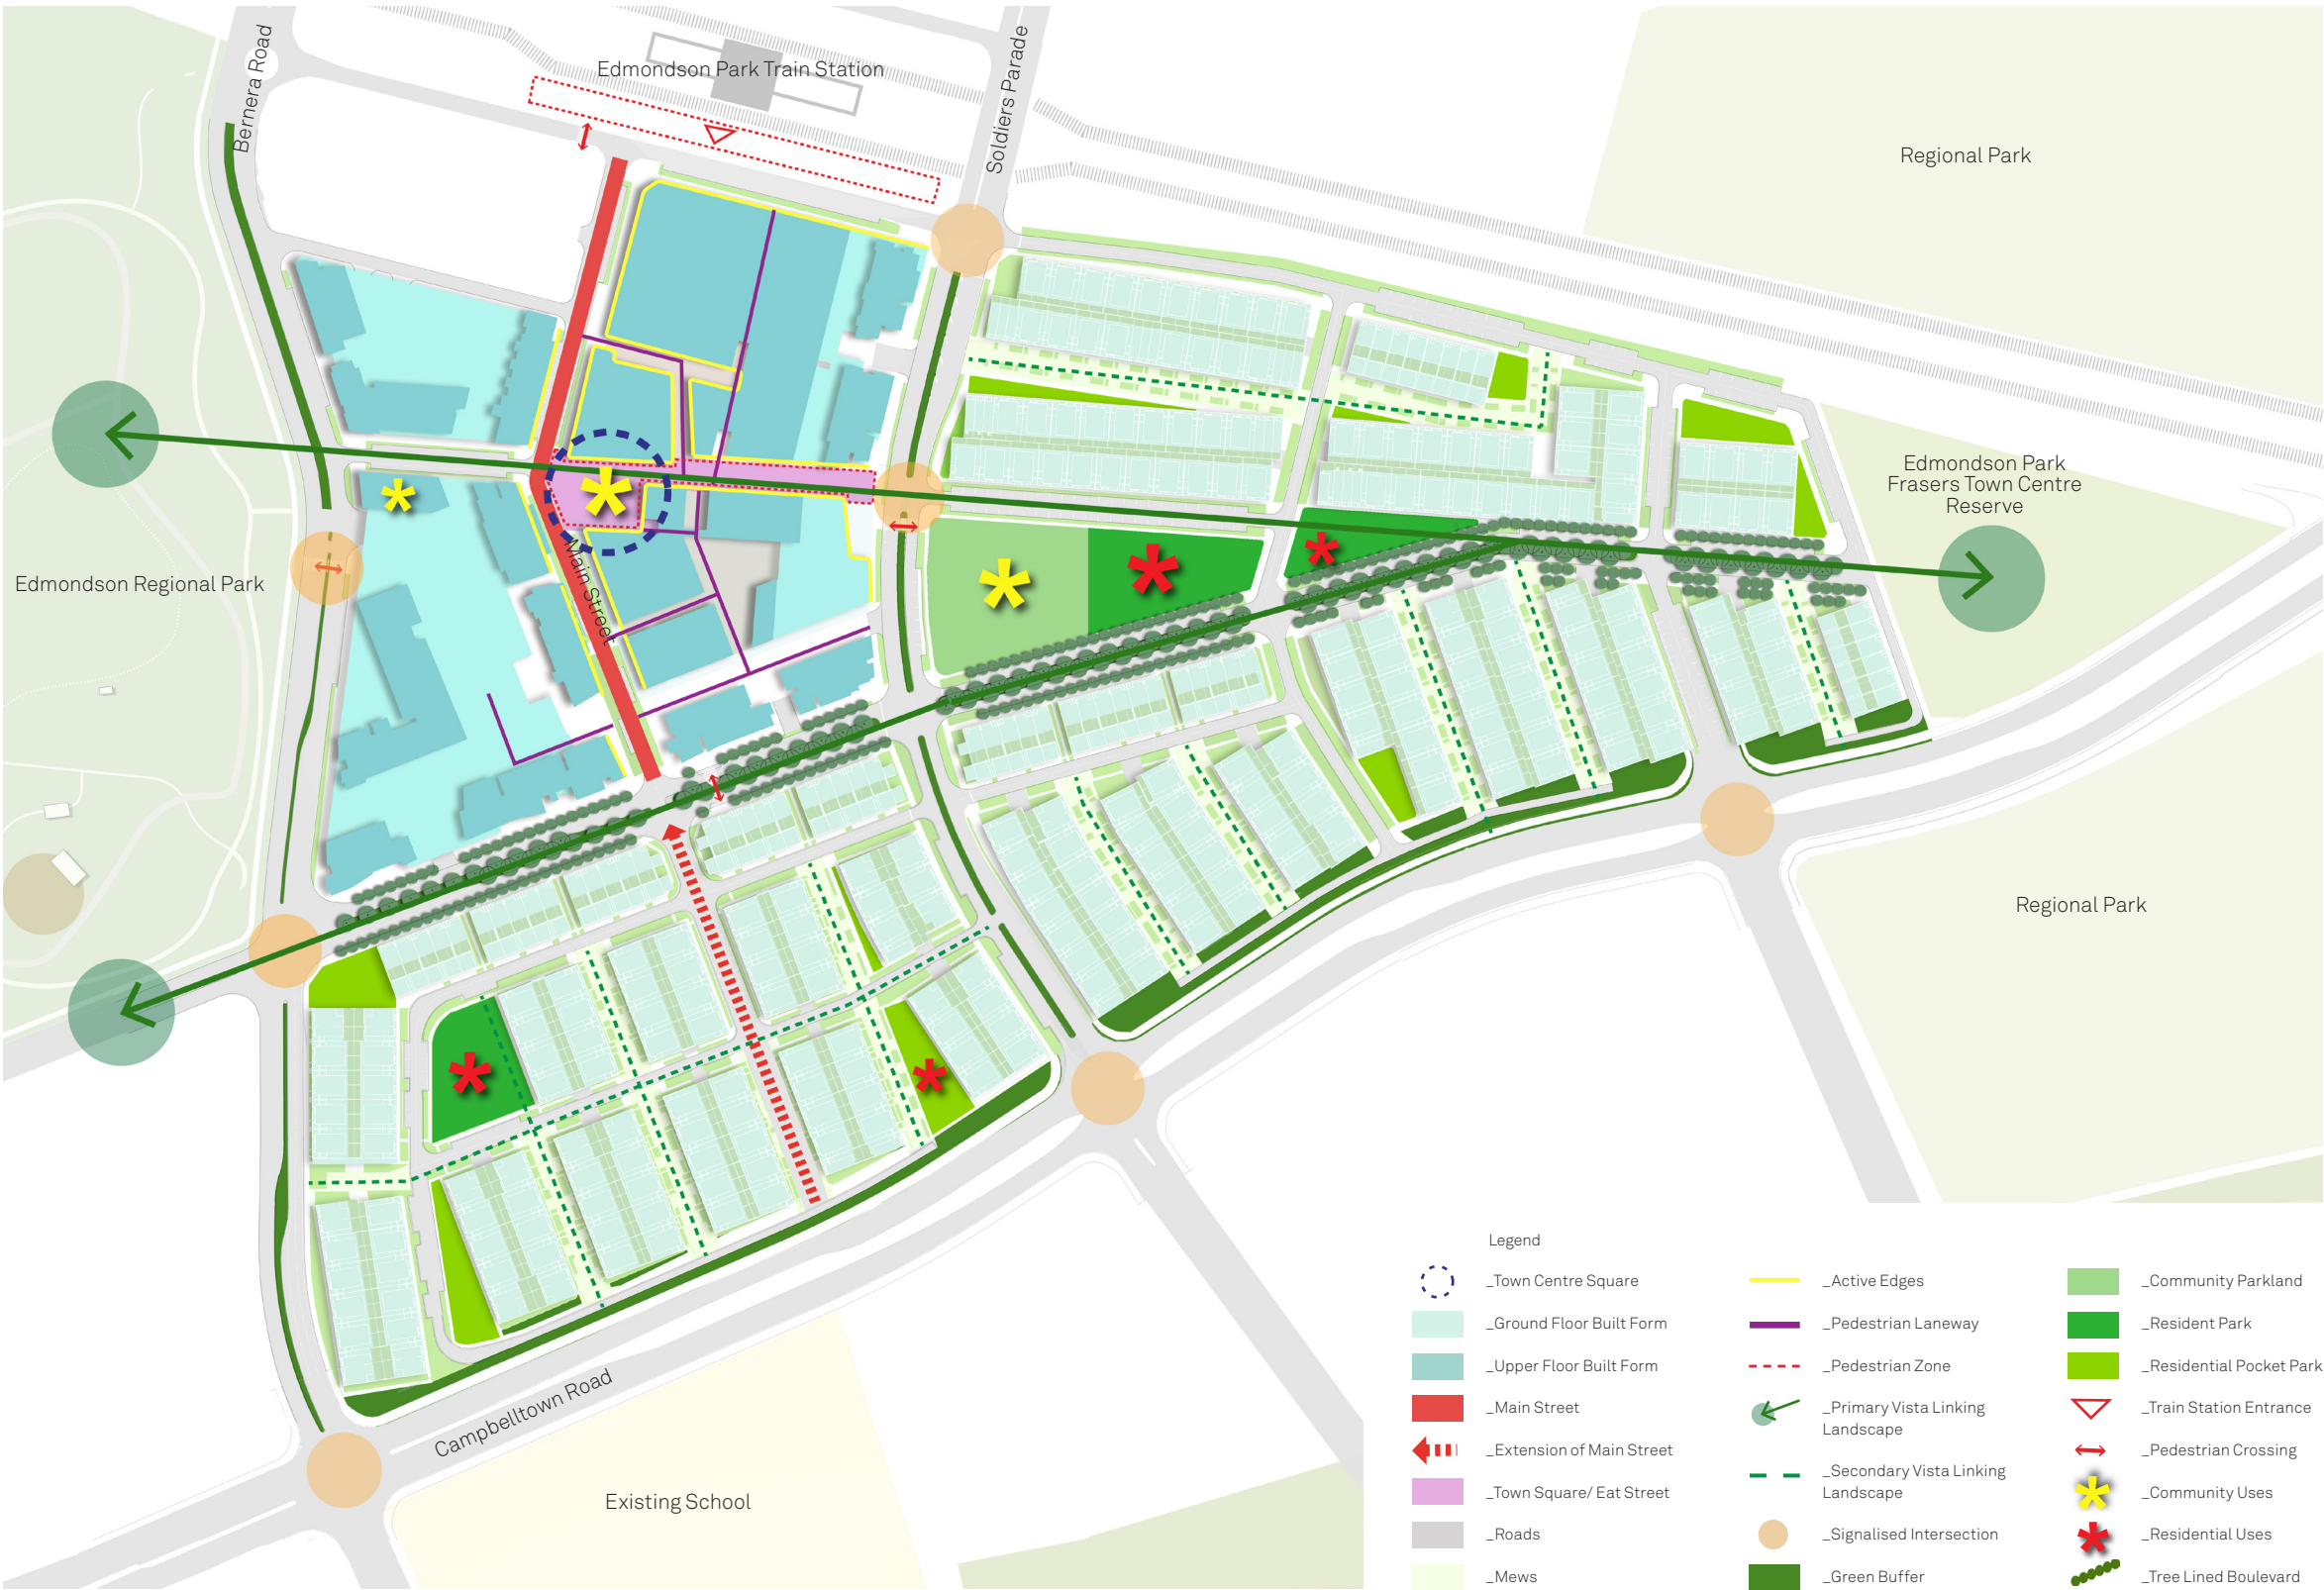 Bernera Road
Edmondson Park Train Station
Soldiers Parade
Regional Park
Edmondson Park
Frasers Town Centre
Reserve
Main Street
Edmondson Regional Park
Regional Park
Campbelltown Road
Existing School
Legend
_Town Centre Square
_Ground Floor Built Form
_Upper Floor Built Form
_Main Street
_Extension of Main Street
_Town Square/ Eat Street
_Roads
_Mews
_Active Edges
_Pedestrian Laneway
_Pedestrian Zone
_Primary Vista Linking
Landscape
_Secondary Vista Linking
Landscape
_Signalised Intersection
_Green Buffer
_Community Parkland
_Resident Park
_Residential Pocket Park
_Train Station Entrance
_Pedestrian Crossing
_Community Uses
_Residential Uses
_Tree Lined Boulevard